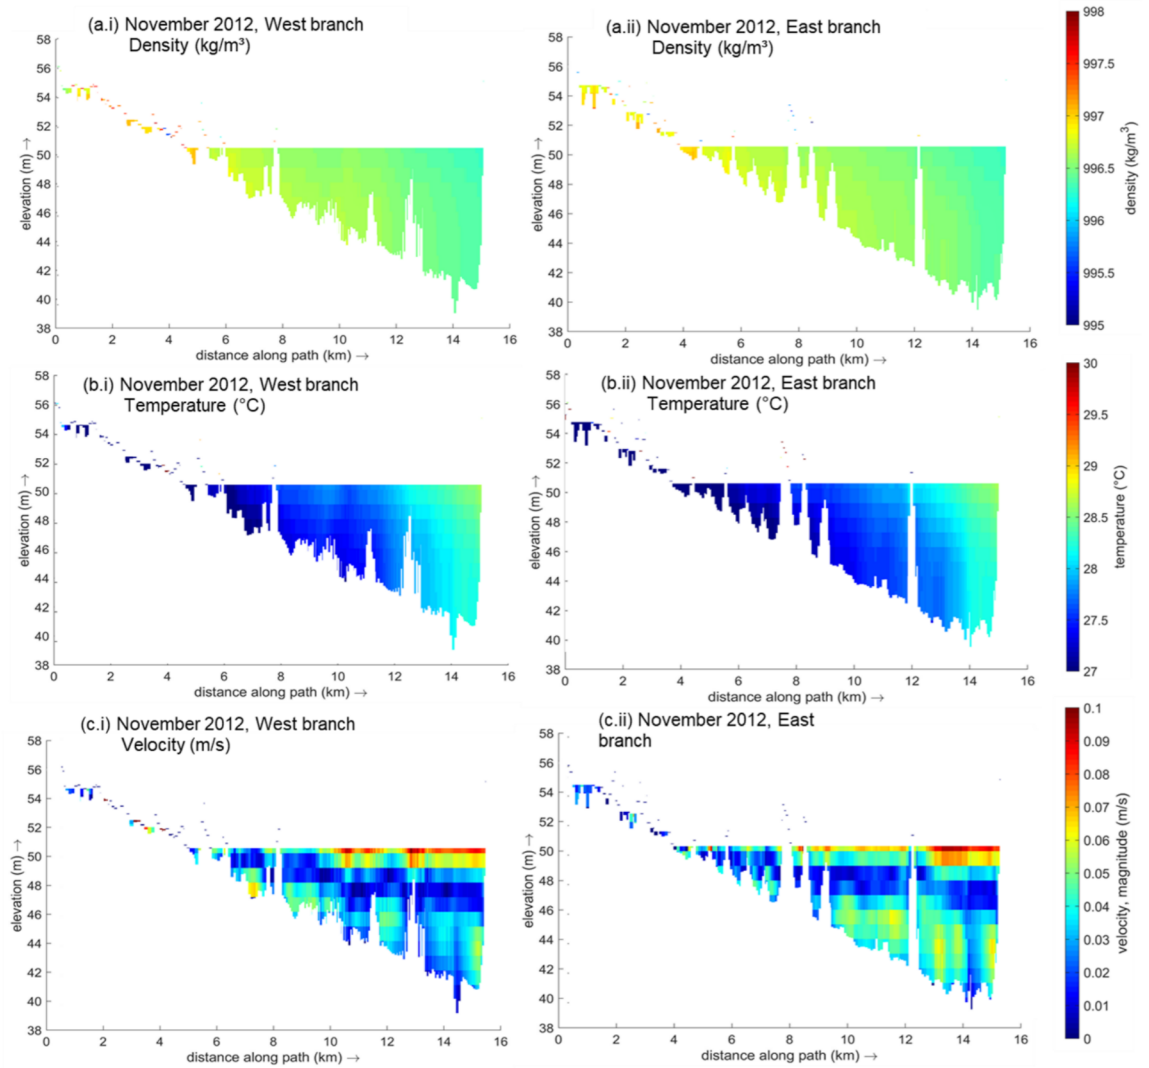 (a.i) November 2012, West branch
Density (kg/m³)
58
56
54
52
50
48
46
44
42
40
38
elevation (m) →
0 2 4 6 8 10 12 14 16
distance along path (km) →
(a.ii) November 2012, East branch
Density (kg/m³)
58
56
54
52
50
48
46
44
42
40
38
elevation (m) →
0 2 4 6 8 10 12 14 16
distance along path (km) →
998
997.5
997
996.5
996
995.5
995
density (kg/m³)
(b.i) November 2012, West branch
Temperature (°C)
58
56
54
52
50
48
46
44
42
40
38
elevation (m) →
0 2 4 6 8 10 12 14 16
distance along path (km) →
(b.ii) November 2012, East branch
Temperature (°C)
58
56
54
52
50
48
46
44
42
40
38
elevation (m) →
0 2 4 6 8 10 12 14 16
distance along path (km) →
30
29.5
29
28.5
28
27.5
27
temperature (°C)
(c.i) November 2012, West branch
Velocity (m/s)
58
56
54
52
50
48
46
44
42
40
38
elevation (m) →
0 2 4 6 8 10 12 14 16
distance along path (km) →
(c.ii) November 2012, East
branch
58
56
54
52
50
48
46
44
42
40
38
elevation (m) →
0 2 4 6 8 10 12 14 16
distance along path (km) →
0.1
0.09
0.08
0.07
0.06
0.05
0.04
0.03
0.02
0.01
0
velocity, magnitude (m/s)